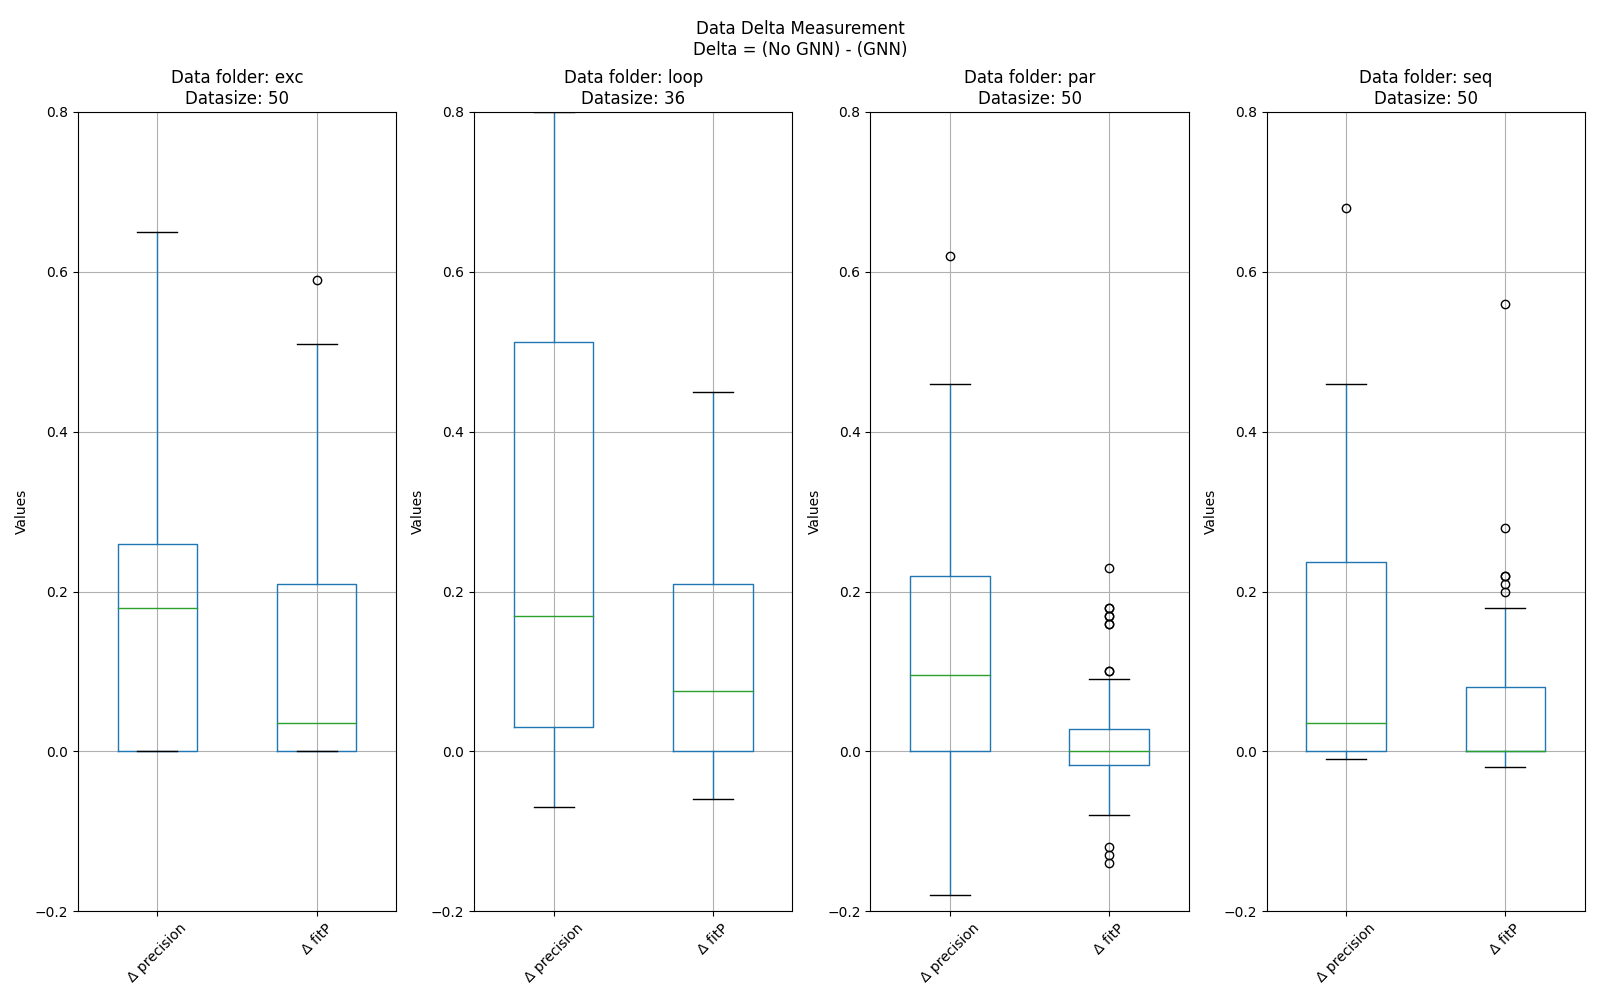 Data Delta Measurement
Delta = (No GNN) - (GNN)
Data folder: exc
Datasize: 50
0.8
0.6
0.4
0.2
0.0
−0.2
Values
Δ precision
Δ fitP
Data folder: loop
Datasize: 36
0.8
0.6
0.4
0.2
0.0
−0.2
Values
Δ precision
Δ fitP
Data folder: par
Datasize: 50
0.8
0.6
0.4
0.2
0.0
−0.2
Values
Δ precision
Δ fitP
Data folder: seq
Datasize: 50
0.8
0.6
0.4
0.2
0.0
−0.2
Values
Δ precision
Δ fitP